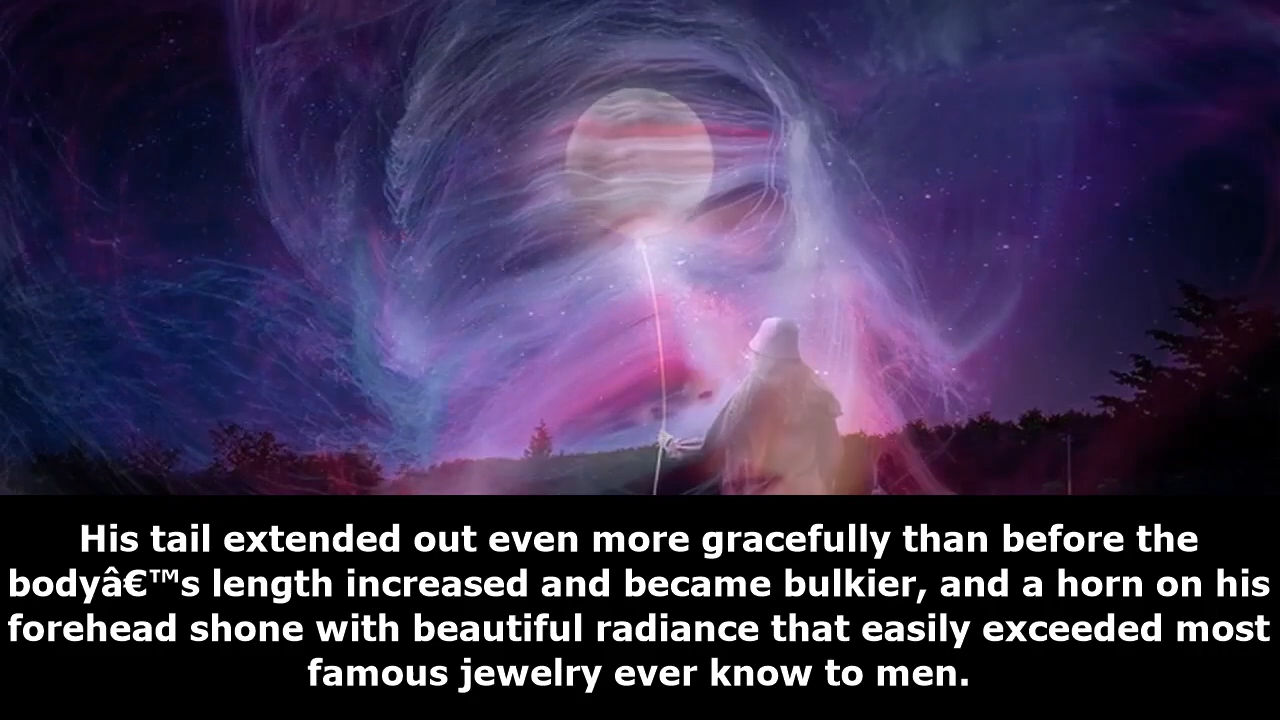 His tail extended out even more gracefully than before the
bodyâ€™s length increased and became bulkier, and a horn on his
forehead shone with beautiful radiance that easily exceeded most
famous jewelry ever know to men.